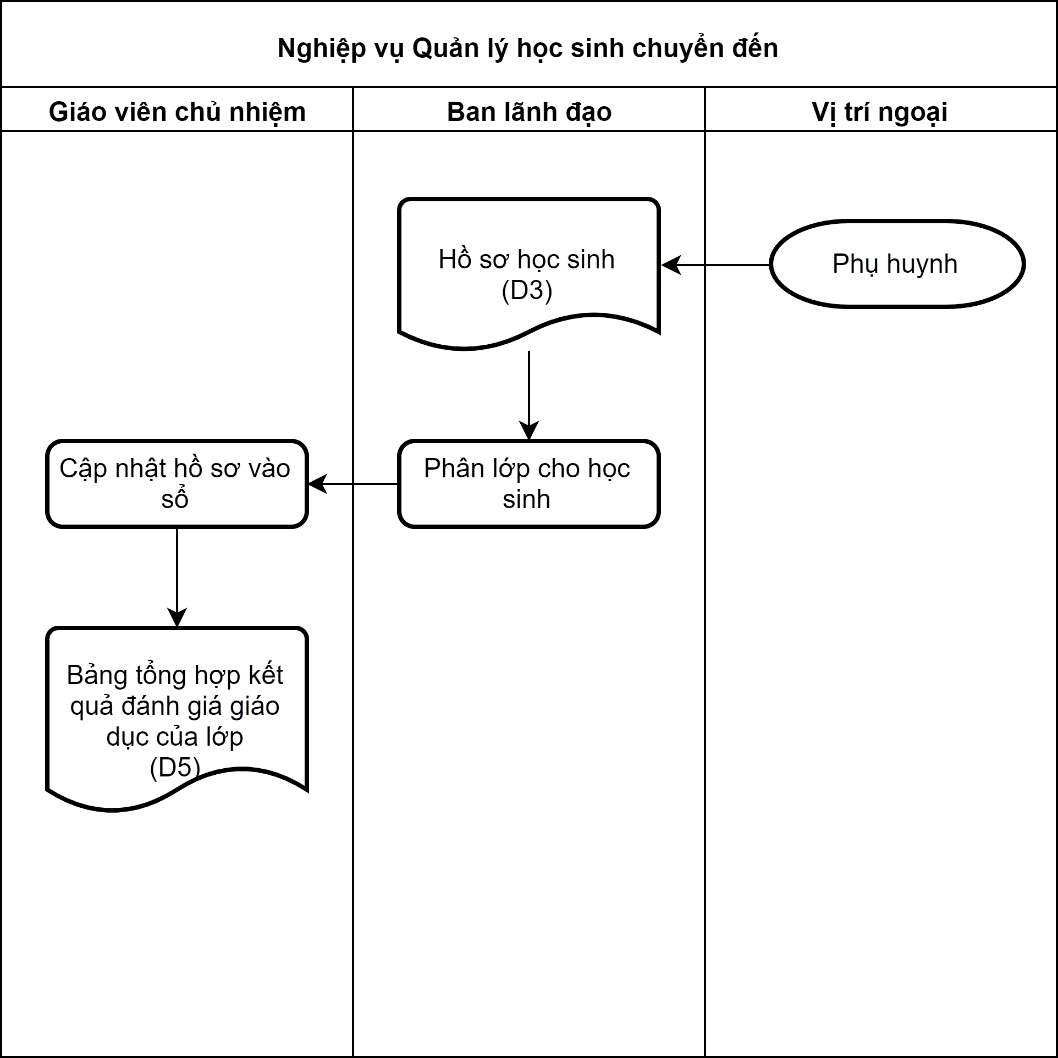 Nghiệp vụ Quản lý học sinh chuyển đến
Giáo viên chủ nhiệm
Ban lãnh đạo
Vị trí ngoại
Hồ sơ học sinh
(D3)
Phụ huynh
Cập nhật hồ sơ vào
sổ
Phân lớp cho học
sinh
Bảng tổng hợp kết
quả đánh giá giáo
dục của lớp
(D5)